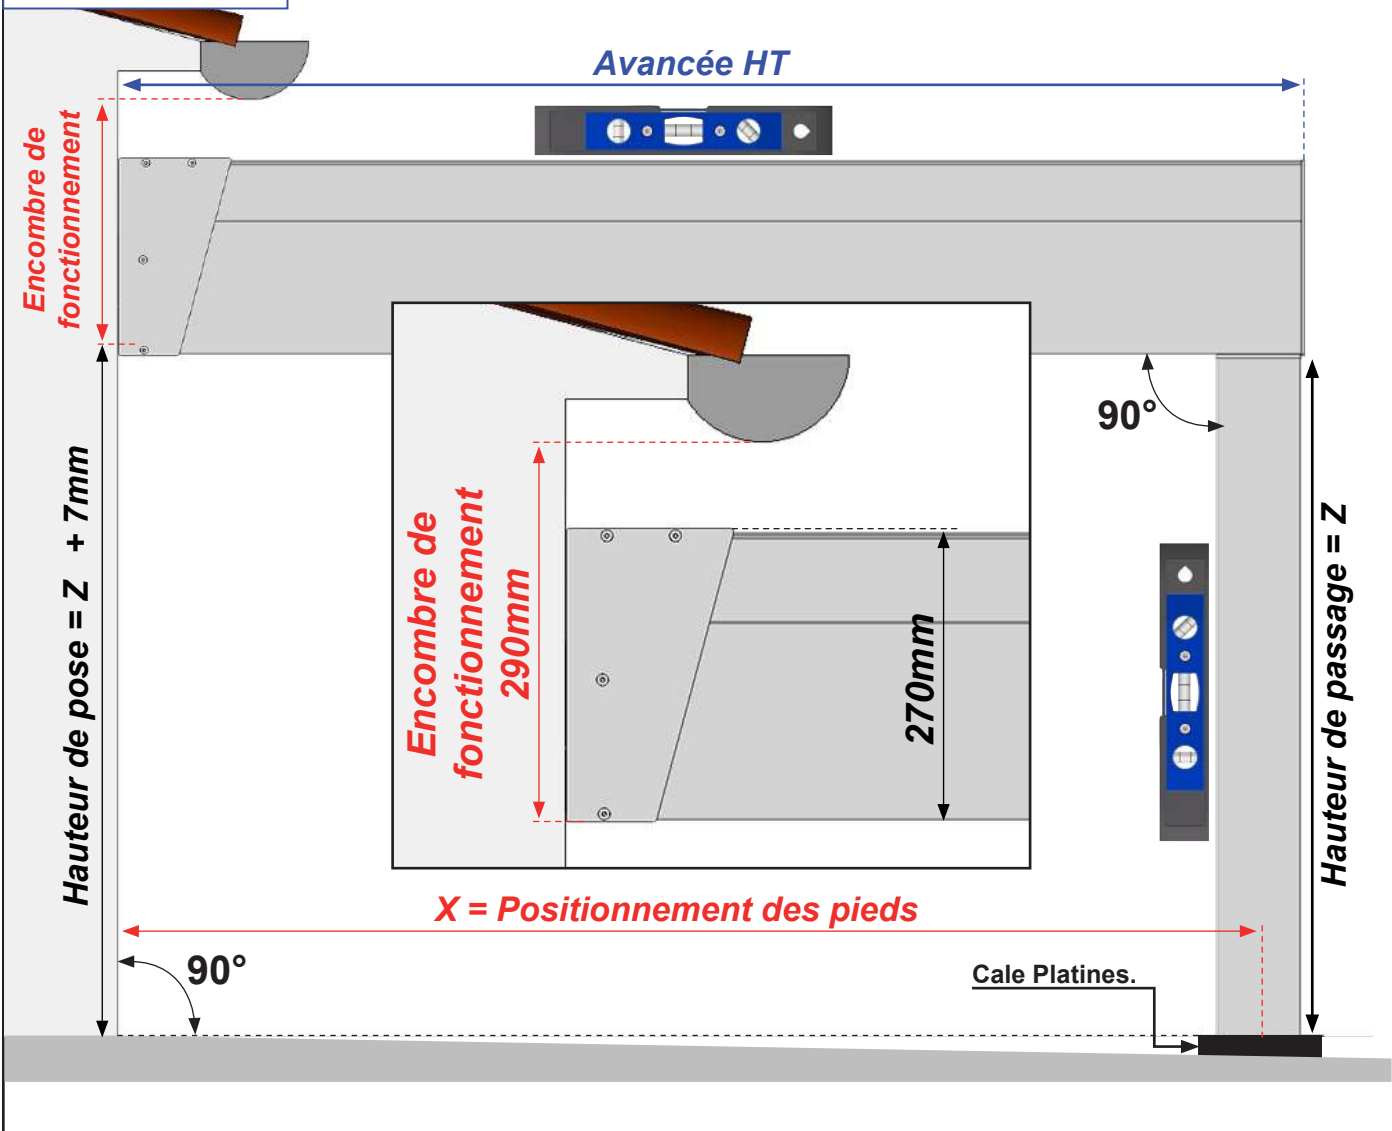 Avancée HT
Encombre de
fonctionnement
90°
Encombre de
fonctionnement
290mm
270mm
Hauteur de pose = Z + 7mm
Hauteur de passage = Z
X = Positionnement des pieds
90°
Cale Platines.